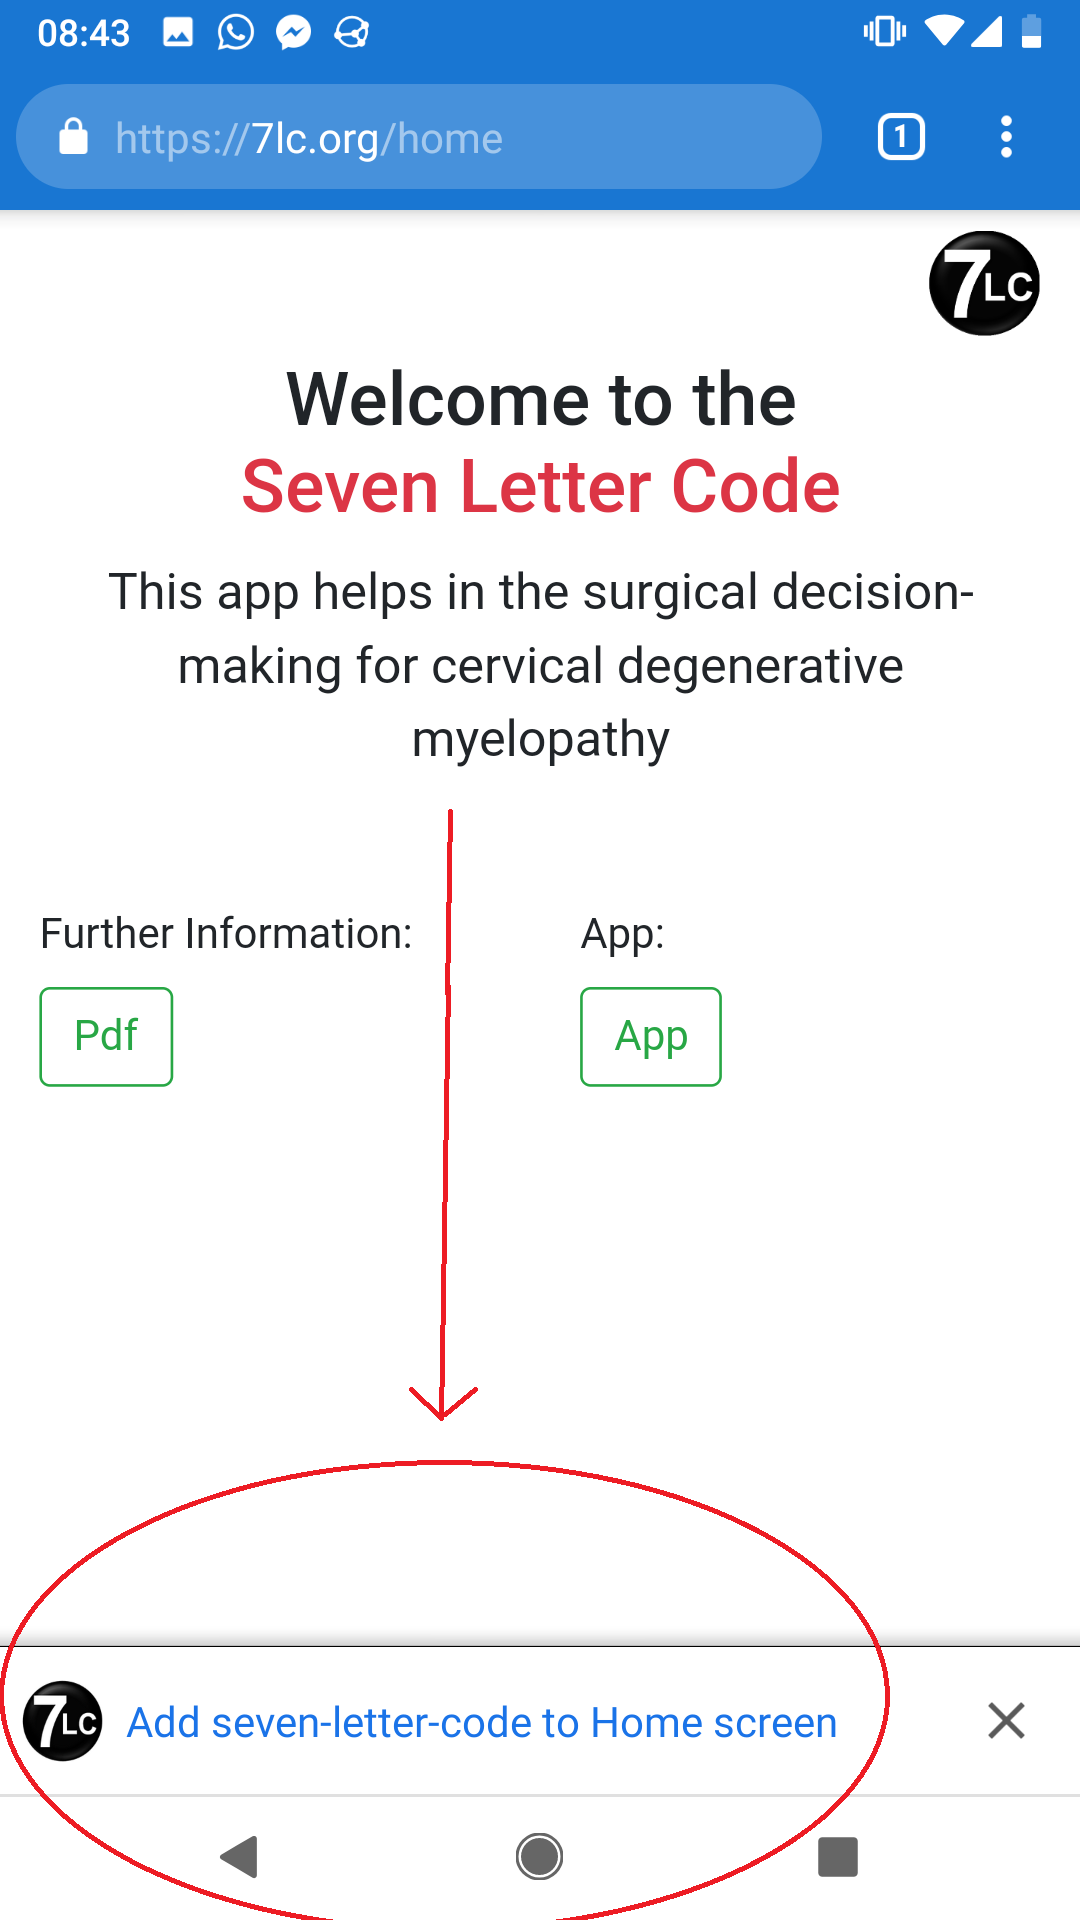 08:43
https://7lc.org/home
1
7LC
Welcome to the
Seven Letter Code
This app helps in the surgical decision-
making for cervical degenerative
myelopathy
Further Information:
App:
Pdf
App
7LC
Add seven-letter-code to Home screen